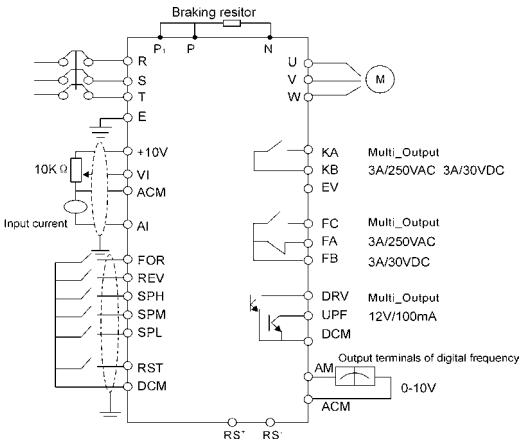 Braking resitor
P1 P N
R
S
T
E
+10V
10KΩ
VI
ACM
Input current
AI
FOR
REV
SPH
SPM
SPL
RST
DCM
U
V
W
M
KA Multi_Output
KB 3A/250VAC 3A/30VDC
EV
FC Multi_Output
FA 3A/250VAC
FB 3A/30VDC
DRV Multi_Output
UPF 12V/100mA
DCM
Output terminals of digital frequency
AM
0-10V
ACM
RS+ RS-